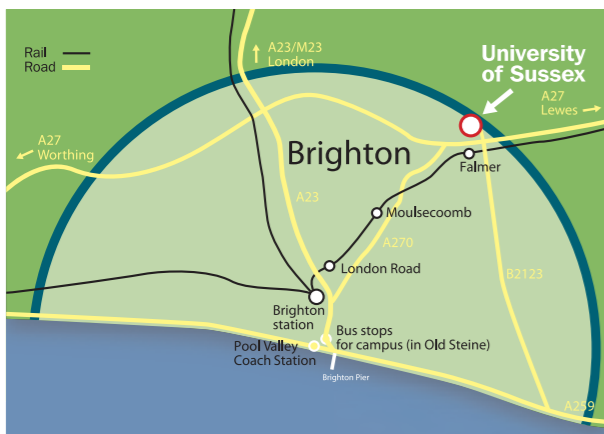 Rail
Road
A23/M23
London
University
of Sussex
A27
Lewes
A27
Worthing
Brighton
Falmer
A23
Moulsecoomb
A270
London Road
B2123
Brighton
station
Bus stops
for campus (in Old Steine)
Pool Valley
Coach Station
Brighton Pier
A259